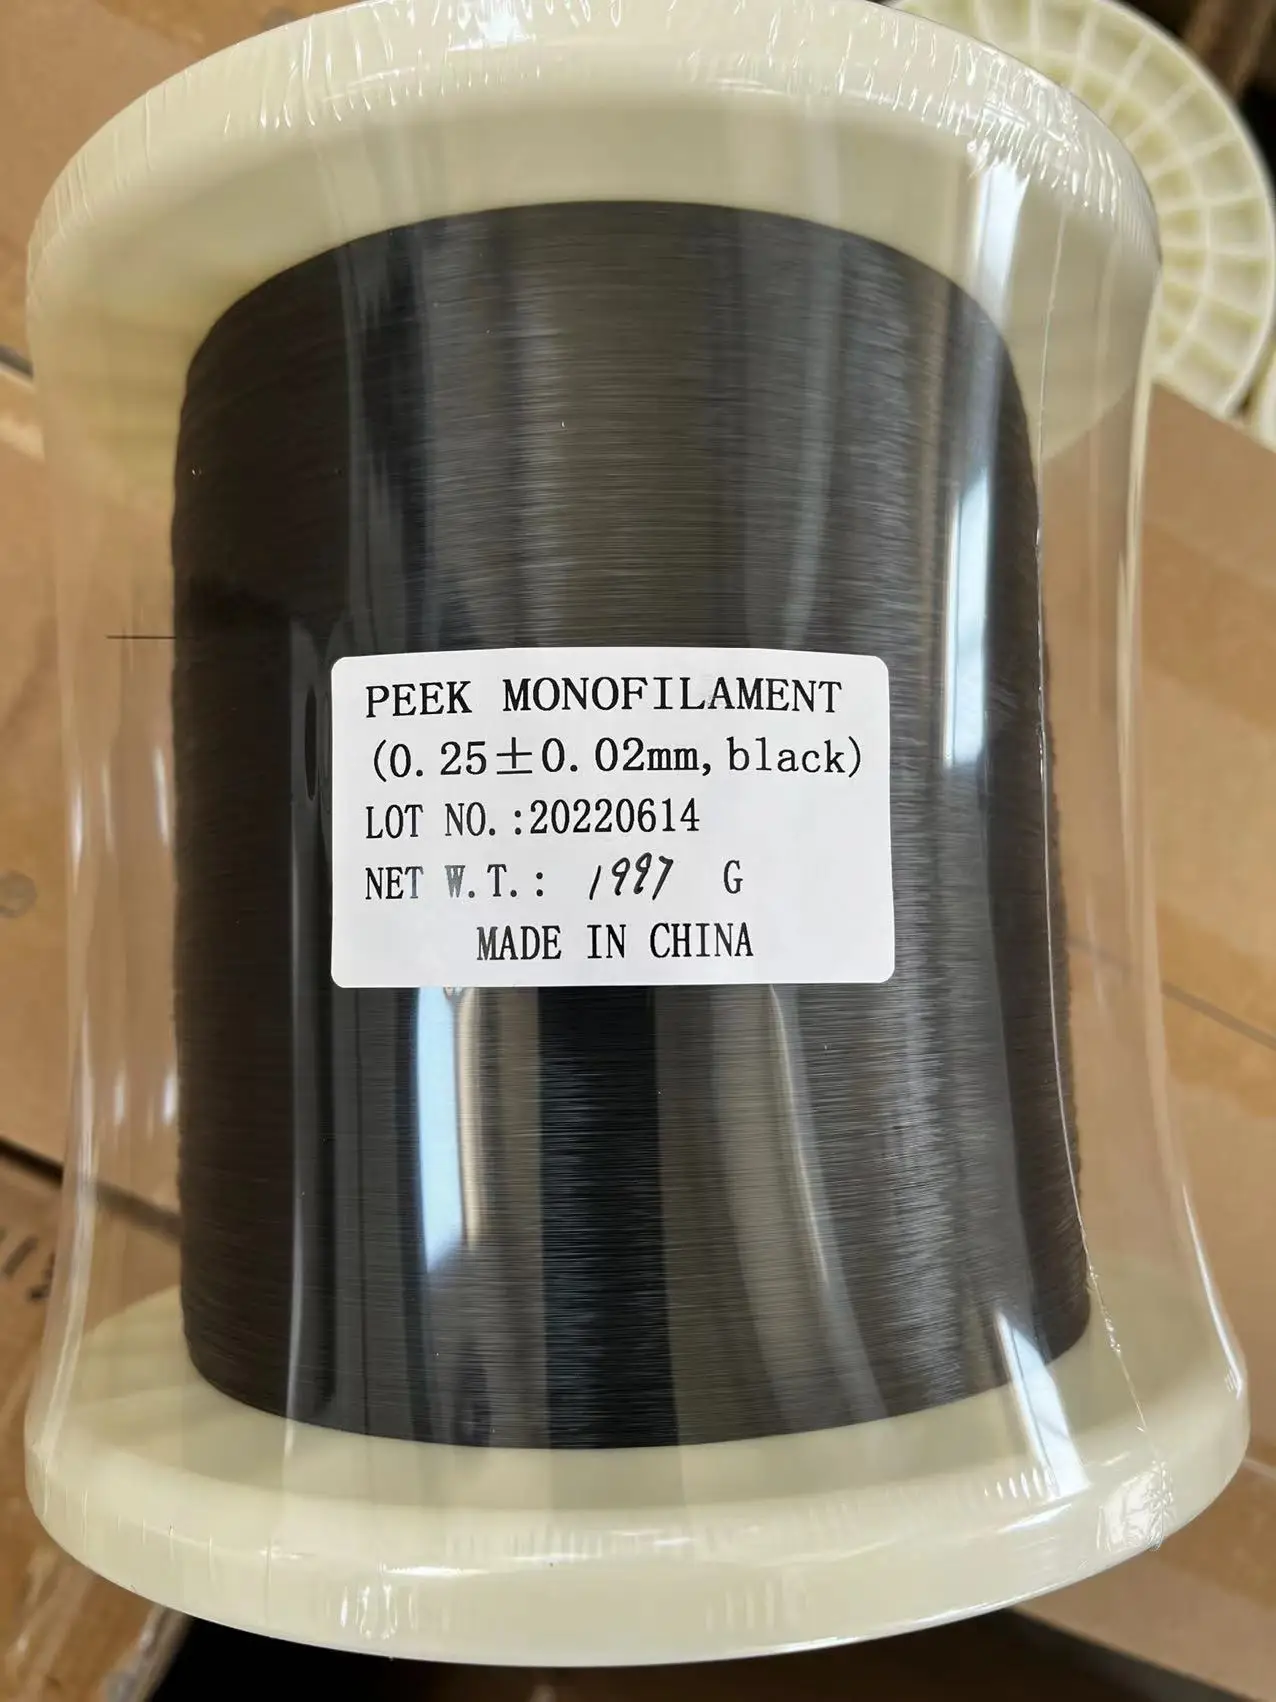 PEEK MONOFILAMENT
(0.25±0.02mm, black)
LOT NO.:20220614
NET W.T.: 1997 G
MADE IN CHINA